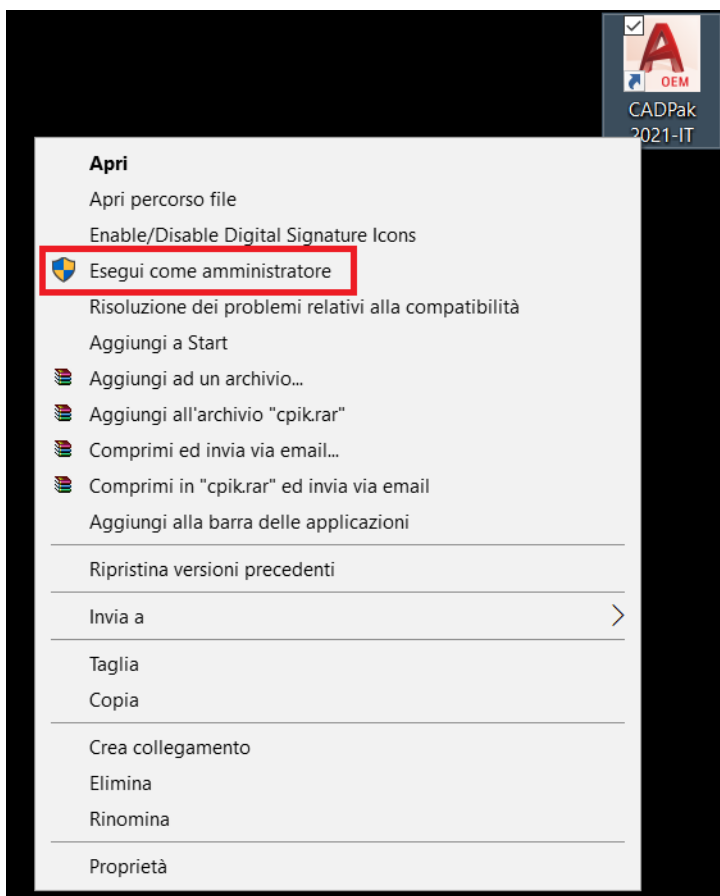 OEM
CADPak
2021-IT
Apri
Apri percorso file
Enable/Disable Digital Signature Icons
Esegui come amministratore
Risoluzione dei problemi relativi alla compatibilità
Aggiungi a Start
Aggiungi ad un archivio...
Aggiungi all'archivio "cpik.rar"
Comprimi ed invia via email...
Comprimi in "cpik.rar" ed invia via email
Aggiungi alla barra delle applicazioni
Ripristina versioni precedenti
Invia a
Taglia
Copia
Crea collegamento
Elimina
Rinomina
Proprietà